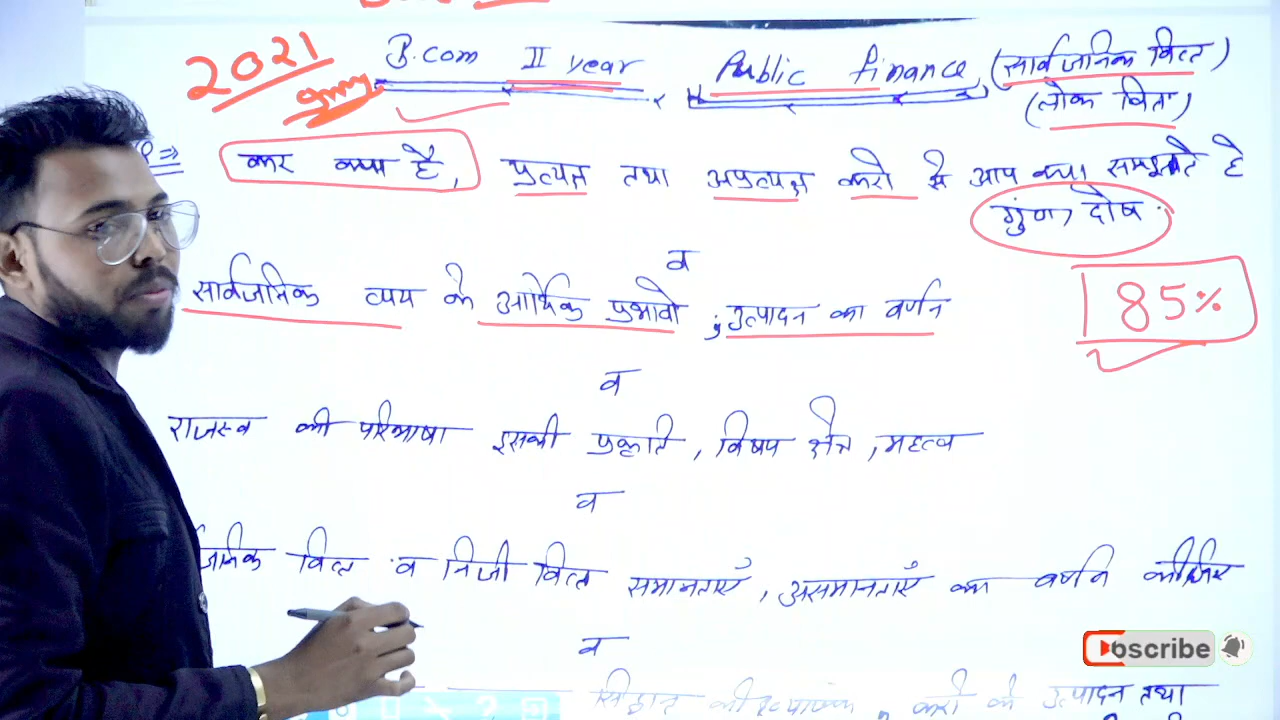 2021 B.com II year Public finance, (सार्वजनिक वित्त)
(लोक वित्त)
कर क्या है, प्रत्यक्ष तथा अप्रत्यक्ष करो से आप क्या समझते है
गुण, दोष
व
सार्वजनिक व्यय के आर्थिक प्रभावो ; उत्पादन का वर्णन
85%
व
राजस्व की परिभाषा इसकी प्रकृति, विषय क्षेत्र, महत्व
व
जनिक वित्त व निजी वित्त समानताएँ, असमानताएँ का वर्णन कीजिए
व
bscribe
सिद्धांत की व्याख्या, करो के उत्पादन तथा